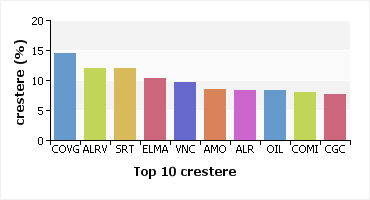 crestere (%)
20
15
10
5
0
COVG ALRV SRT ELMA VNC AMO ALR OIL COMI CGC
Top 10 crestere